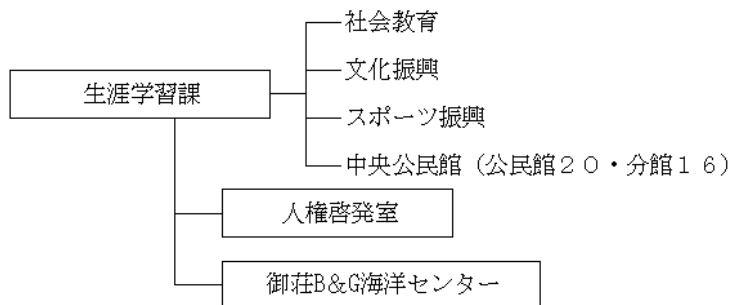 社会教育
文化振興
生涯学習課
スポーツ振興
中央公民館（公民館２０・分館１６）
人権啓発室
御荘B＆G海洋センター